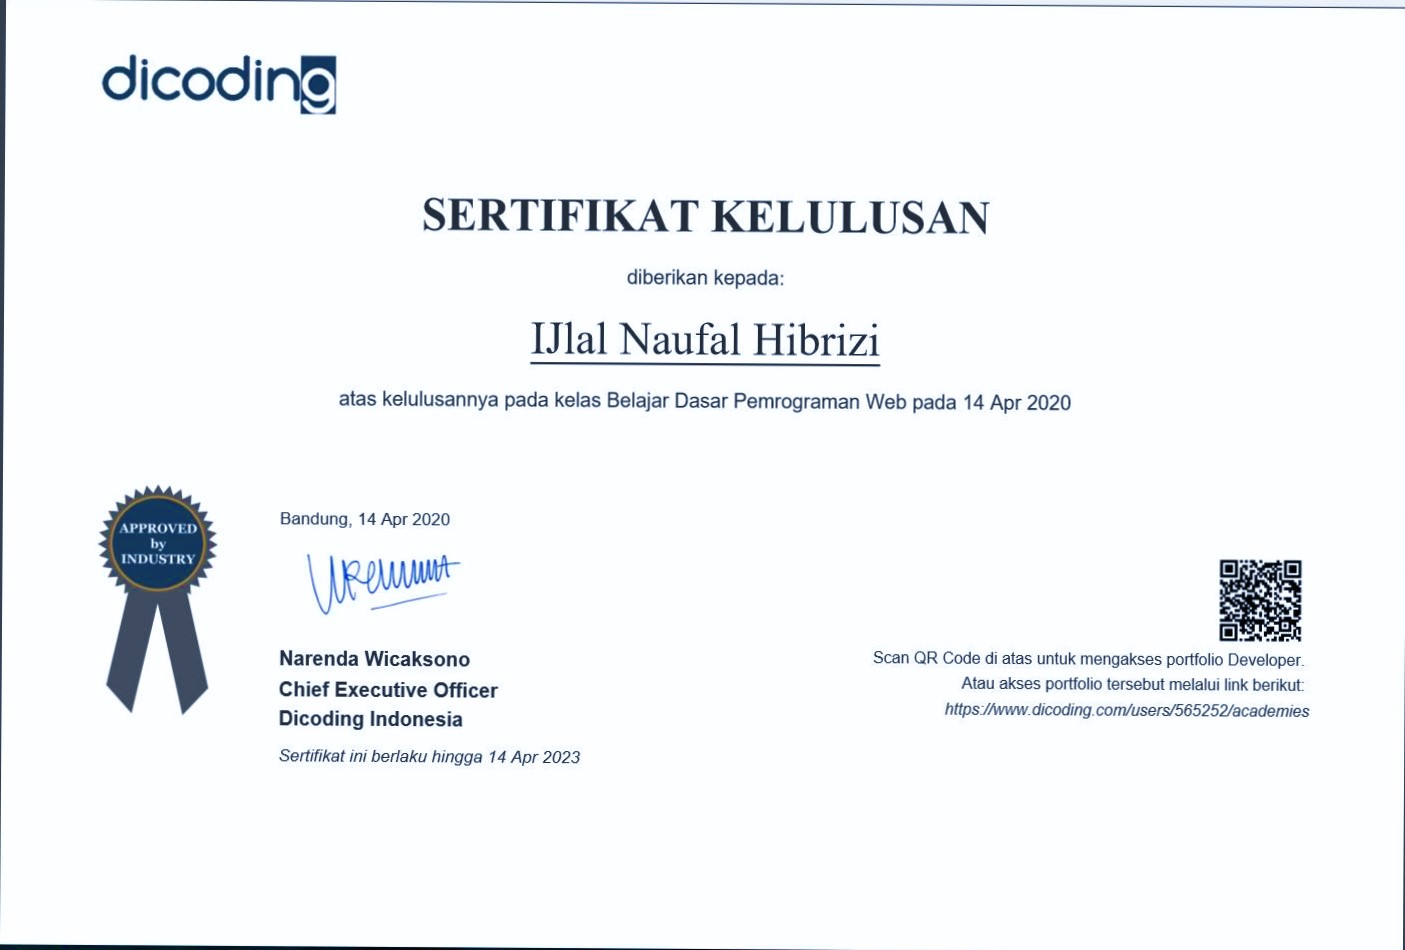 dicoding
SERTIFIKAT KELULUSAN
diberikan kepada:
IJlal Naufal Hibrizi
atas kelulusannya pada kelas Belajar Dasar Pemrograman Web pada 14 Apr 2020
APPROVED
by
INDUSTRY
Bandung, 14 Apr 2020
Narenda Wicaksono
Chief Executive Officer
Dicoding Indonesia
Sertifikat ini berlaku hingga 14 Apr 2023
Scan QR Code di atas untuk mengakses portfolio Developer.
Atau akses portfolio tersebut melalui link berikut:
https://www.dicoding.com/users/565252/academies